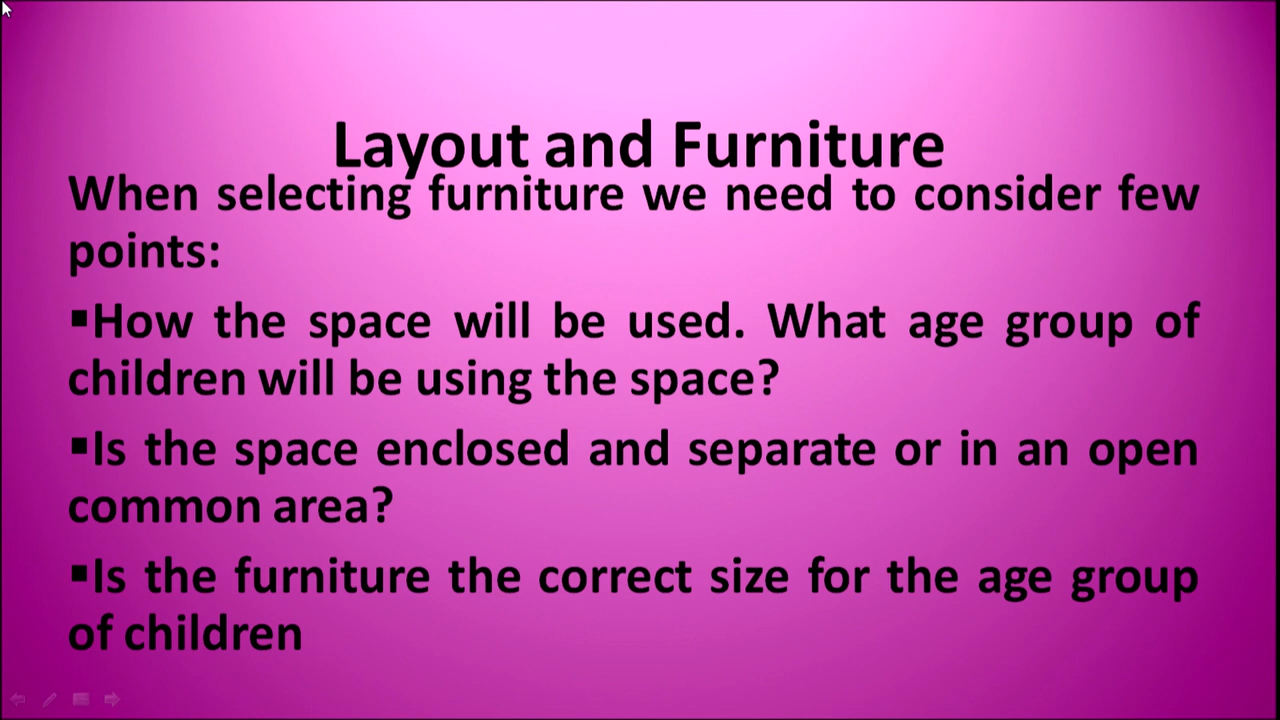 Layout and Furniture
When selecting furniture we need to consider few
points:
▪How the space will be used. What age group of
children will be using the space?
▪Is the space enclosed and separate or in an open
common area?
▪Is the furniture the correct size for the age group
of children